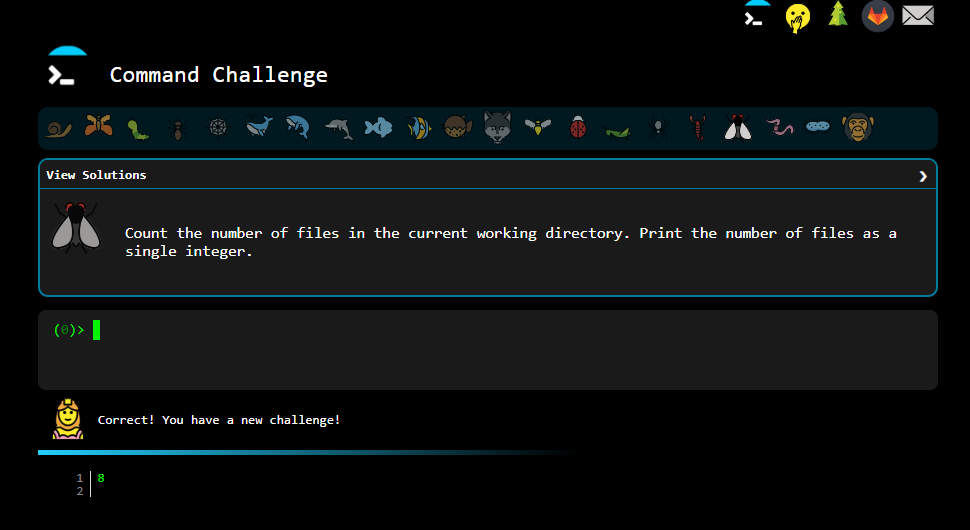 Command Challenge
View Solutions
Count the number of files in the current working directory. Print the number of files as a
single integer.
(0)>
Correct! You have a new challenge!
1 8
2